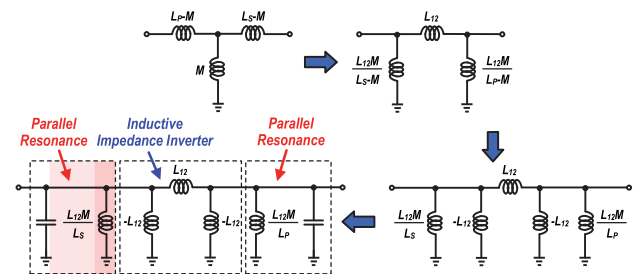 LP-M LS-M
M
L12
L12M
LS-M
L12M
LP-M
Parallel
Resonance
Inductive
Impedance Inverter
Parallel
Resonance
L12
L12M
LS
-L12
-L12
L12M
LP
L12
L12M
LS
-L12
-L12
L12M
LP